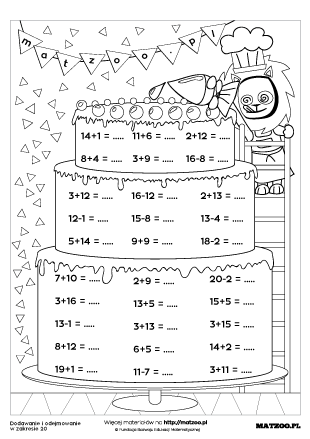 matzoo.pl
14+1 = ..... 11+6 = ..... 2+12 = .....
8+4 = ..... 3+9 = ..... 16-8 = .....
3+12 = ..... 16-12 = ..... 2+13 = .....
12-1 = ..... 15-8 = ..... 13-4 = .....
5+14 = ..... 9+9 = ..... 18-2 = .....
7+10 = ..... 2+9 = ..... 20-2 = .....
3+16 = ..... 13+5 = ..... 15+5 = .....
13-1 = ..... 3+13 = ..... 3+15 = .....
8+12 = ..... 6+5 = ..... 14+2 = .....
19+1 = ..... 11-7 = ..... 3+11 = .....
Dodawanie i odejmowanie
w zakresie 20
Więcej materiałów na http://matzoo.pl
© Fundacja Rozwoju Edukacji Matematycznej
MATZOO.PL